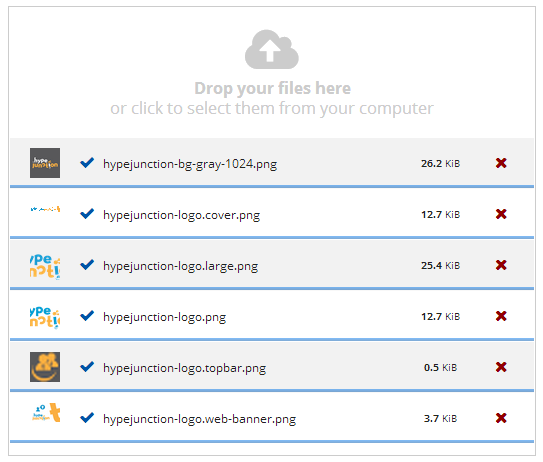 Drop your files here
or click to select them from your computer
hype junction hypejunction-bg-gray-1024.png 26.2 KiB
hypejunction-logo.cover.png 12.7 KiB
hypejunction-logo.large.png 25.4 KiB
hypejunction-logo.png 12.7 KiB
hypejunction-logo.topbar.png 0.5 KiB
hypejunction-logo.web-banner.png 3.7 KiB